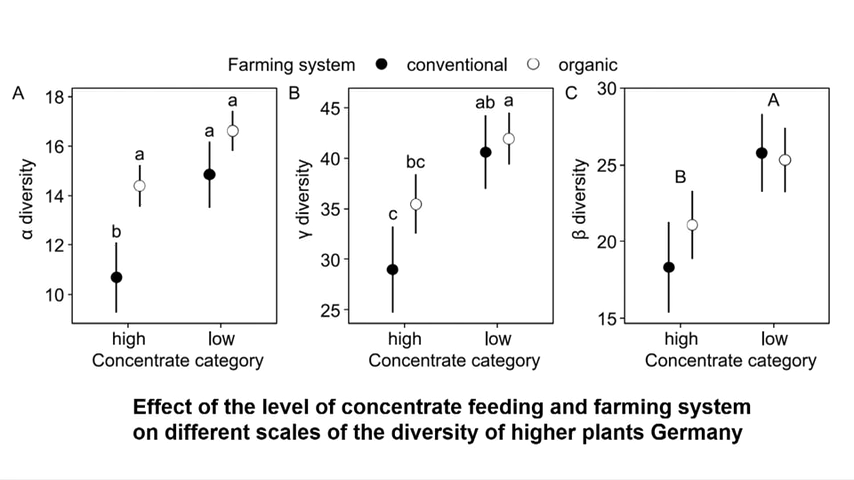 Farming system conventional organic
A
18
16
14
12
10
α diversity
b
a
a
a
high low
Concentrate category
B
45
40
35
30
25
γ diversity
c
bc
ab
a
high low
Concentrate category
C
30
25
20
15
β diversity
B
A
high low
Concentrate category
Effect of the level of concentrate feeding and farming system
on different scales of the diversity of higher plants Germany